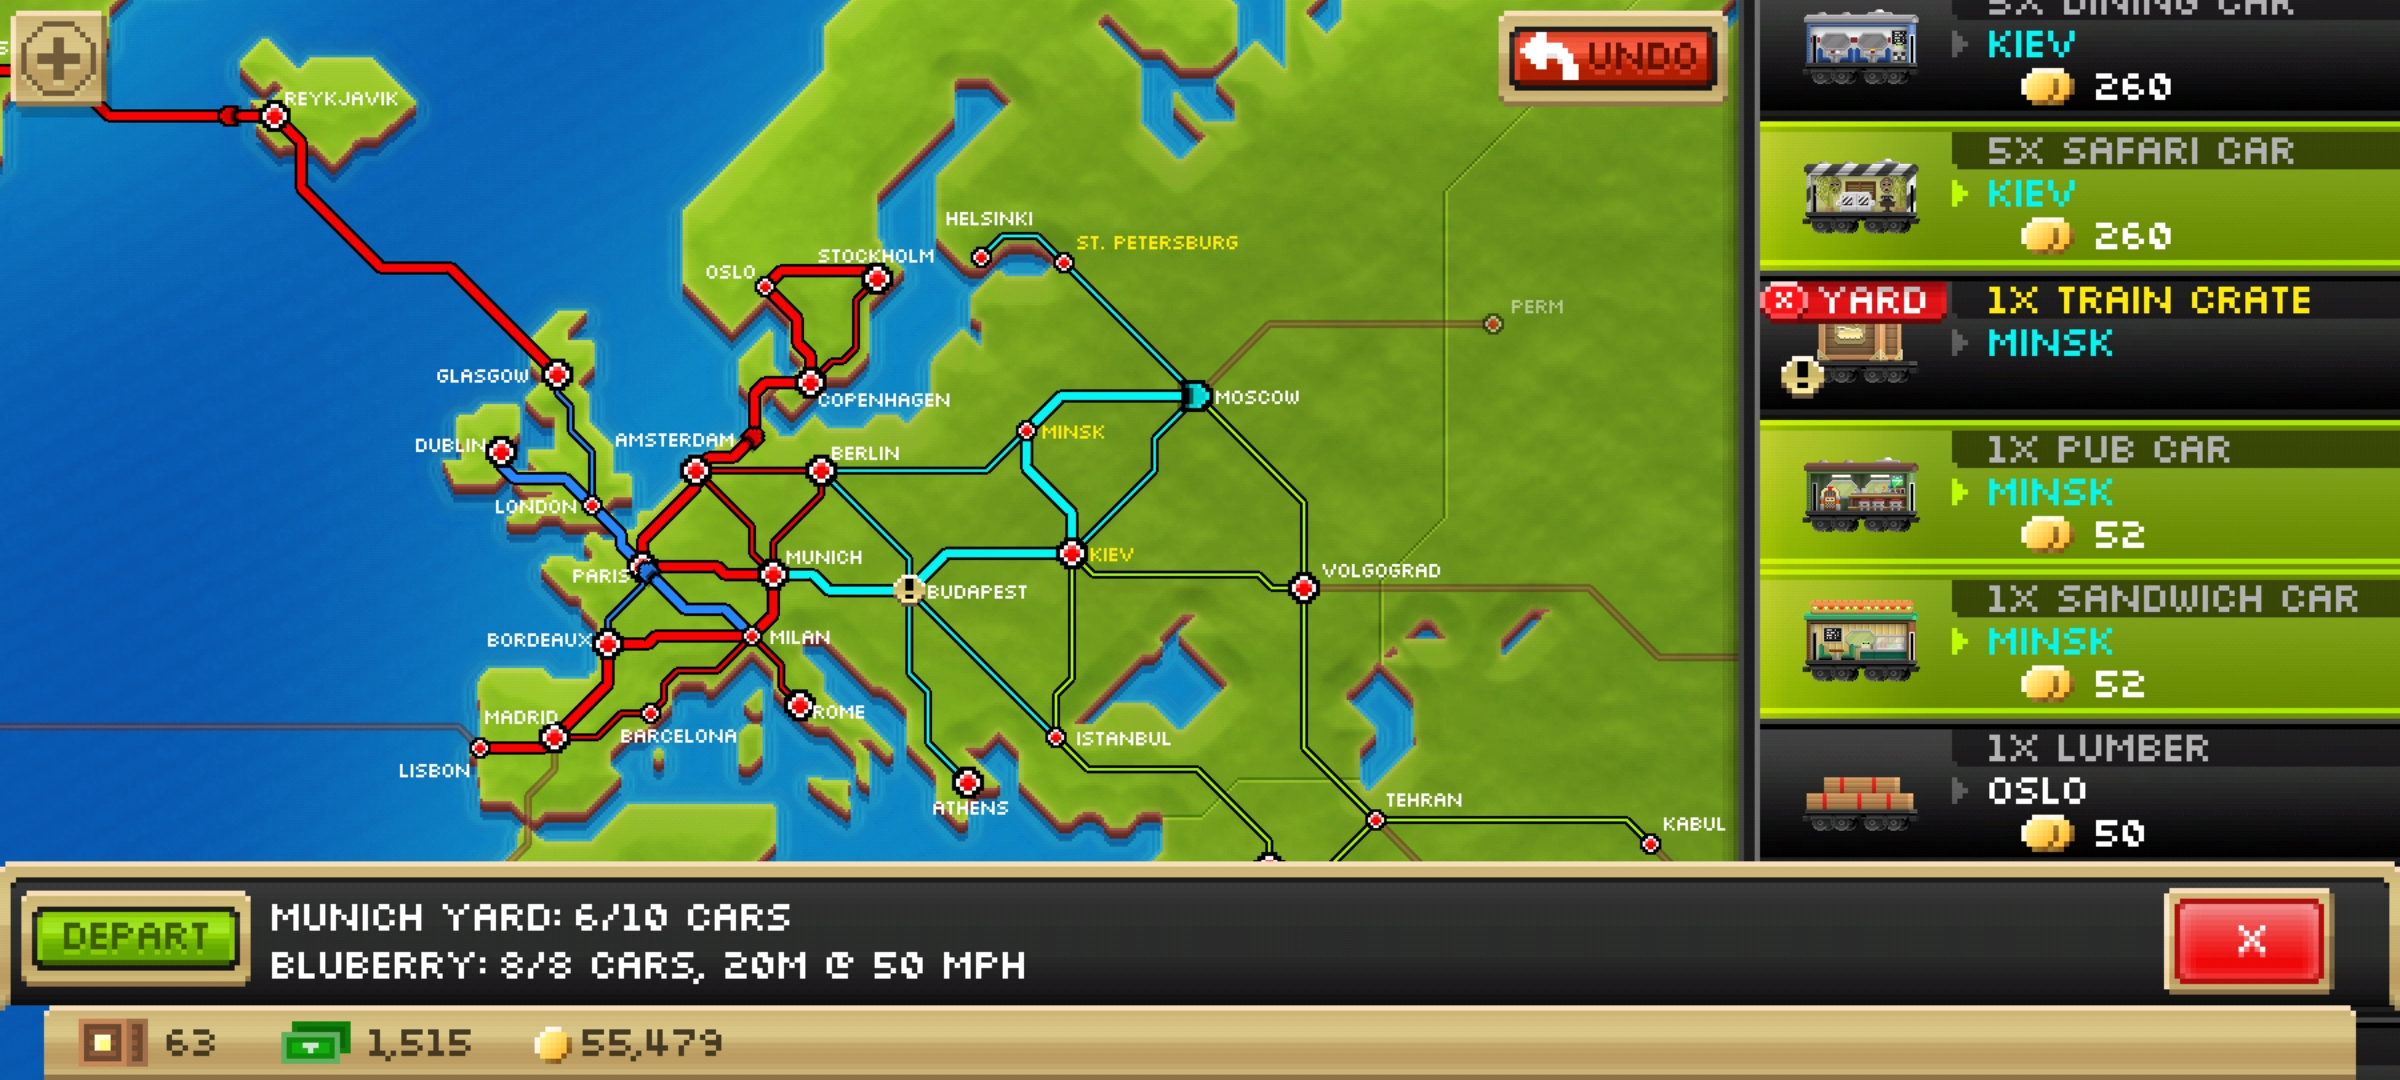 UNDO
REYKJAVIK
HELSINKI
ST. PETERSBURG
STOCKHOLM
OSLO
PERM
GLASGOW
COPENHAGEN
MOSCOW
DUBLIN
AMSTERDAM
BERLIN
MINSK
LONDON
MUNICH
KIEV
PARIS
BUDAPEST
VOLGOGRAD
BORDEAUX
MILAN
MADRID
ROME
BARCELONA
ISTANBUL
LISBON
ATHENS
TEHRAN
KABUL
5X DINING CAR
KIEV
260
5X SAFARI CAR
KIEV
260
YARD
1X TRAIN CRATE
MINSK
1X PUB CAR
MINSK
52
1X SANDWICH CAR
MINSK
52
1X LUMBER
OSLO
50
DEPART
MUNICH YARD: 6/10 CARS
BLUBERRY: 8/8 CARS, 20M @ 50 MPH
X
63
1,515
55,479